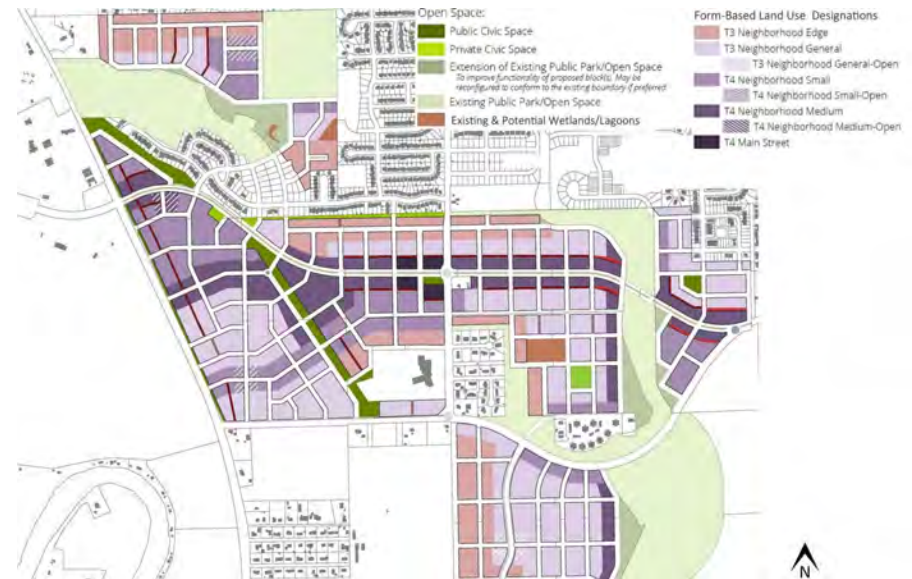 Open Space:
Public Civic Space
Private Civic Space
Extension of Existing Public Park/Open Space
To improve functionality of proposed block(s). May be
reconfigured to conform to the existing boundary if preferred
Existing Public Park/Open Space
Existing & Potential Wetlands/Lagoons
Form-Based Land Use Designations
T3 Neighborhood Edge
T3 Neighborhood General
T3 Neighborhood General-Open
T4 Neighborhood Small
T4 Neighborhood Small-Open
T4 Neighborhood Medium
T4 Neighborhood Medium-Open
T4 Main Street
N